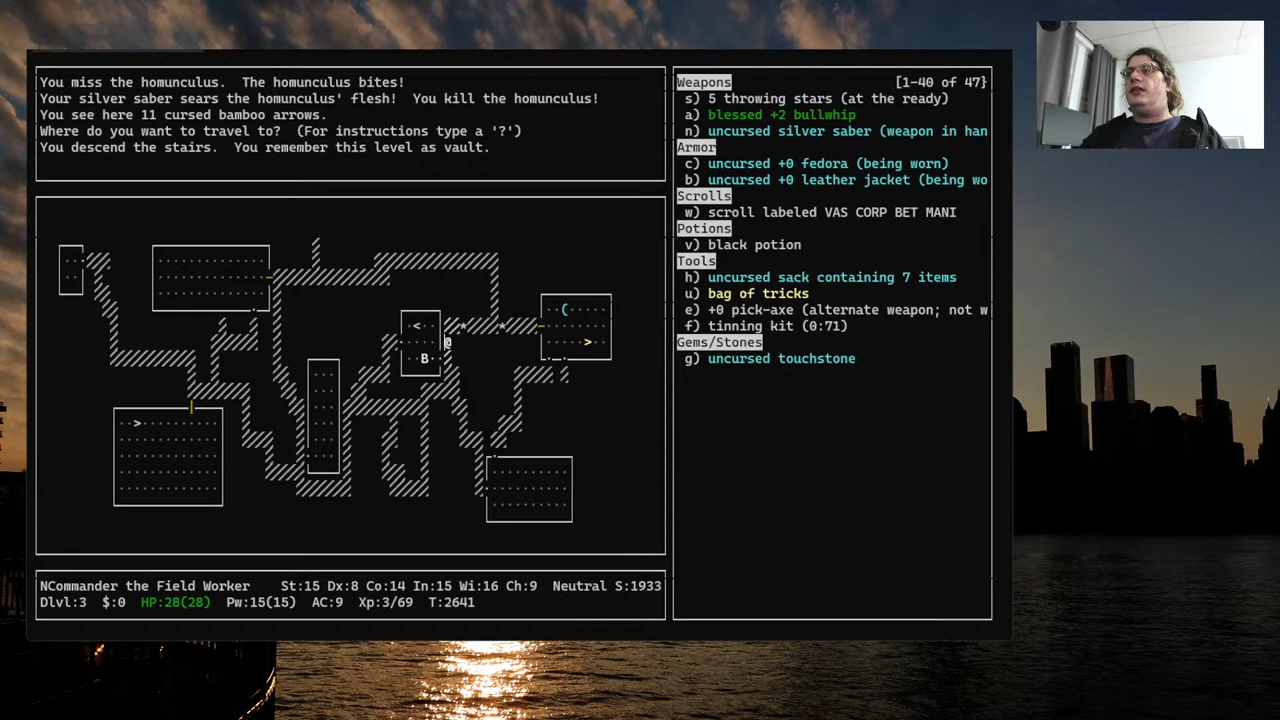 You miss the homunculus.  The homunculus bites!
Your silver saber sears the homunculus' flesh!  You kill the homunculus!
You see here 11 cursed bamboo arrows.
Where do you want to travel to?  (For instructions type a '?')
You descend the stairs.  You remember this level as vault.
NCommander the Field Worker    St:15 Dx:8 Co:14 In:15 Wi:16 Ch:9  Neutral S:1933
Dlvl:3  $:0  HP:28(28)  Pw:15(15)  AC:9  Xp:3/69  T:2641
Weapons [1-40 of 47}
s) 5 throwing stars (at the ready)
a) blessed +2 bullwhip
n) uncursed silver saber (weapon in han
Armor
c) uncursed +0 fedora (being worn)
b) uncursed +0 leather jacket (being wo
Scrolls
w) scroll labeled VAS CORP BET MANI
Potions
v) black potion
Tools
h) uncursed sack containing 7 items
u) bag of tricks
e) +0 pick-axe (alternate weapon; not w
f) tinning kit (0:71)
Gems/Stones
g) uncursed touchstone